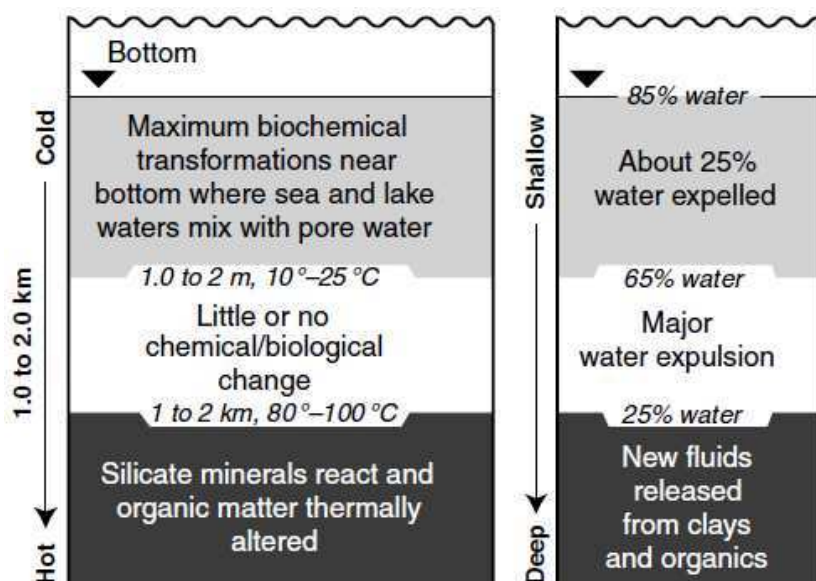 Bottom
Maximum biochemical
transformations near
bottom where sea and lake
waters mix with pore water
1.0 to 2 m, 10°–25 °C
Little or no
chemical/biological
change
1 to 2 km, 80°–100 °C
Silicate minerals react and
organic matter thermally
altered
Cold
1.0 to 2.0 km
Hot
85% water
About 25%
water expelled
65% water
Major
water expulsion
25% water
New fluids
released
from clays
and organics
Shallow
Deep